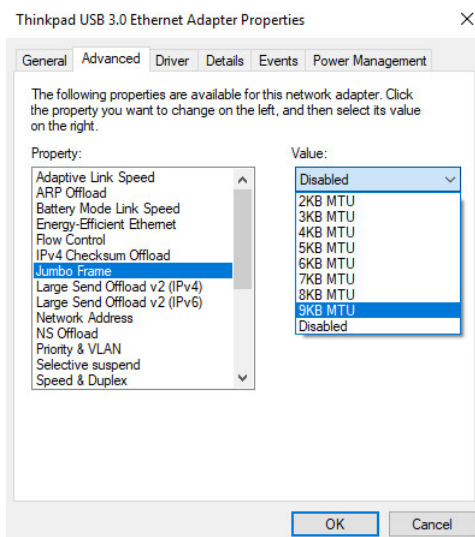 Thinkpad USB 3.0 Ethernet Adapter Properties
General Advanced Driver Details Events Power Management
The following properties are available for this network adapter. Click
the property you want to change on the left, and then select its value
on the right.
Property:
Adaptive Link Speed
ARP Offload
Battery Mode Link Speed
Energy-Efficient Ethernet
Flow Control
IPv4 Checksum Offload
Jumbo Frame
Large Send Offload v2 (IPv4)
Large Send Offload v2 (IPv6)
Network Address
NS Offload
Priority & VLAN
Selective suspend
Speed & Duplex
Value:
Disabled
2KB MTU
3KB MTU
4KB MTU
5KB MTU
6KB MTU
7KB MTU
8KB MTU
9KB MTU
Disabled
OK Cancel